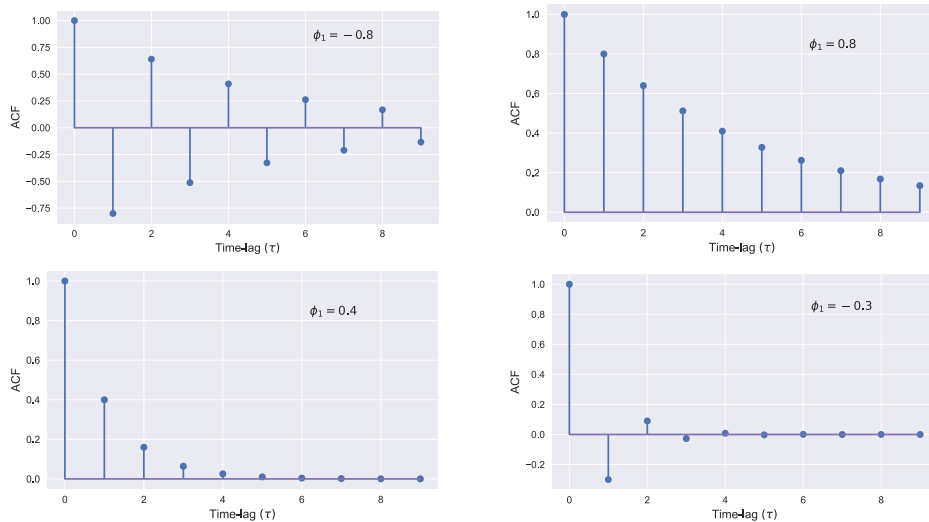 1.00
0.75
0.50
0.25
0.00
−0.25
−0.50
−0.75
ACF
ϕ₁ = − 0.8
0 2 4 6 8
Time-lag (τ)
1.0
0.8
0.6
0.4
0.2
0.0
ACF
ϕ₁ = 0.8
0 2 4 6 8
Time-lag (τ)
1.0
0.8
0.6
0.4
0.2
0.0
ACF
ϕ₁ = 0.4
0 2 4 6 8
Time-lag (τ)
1.0
0.8
0.6
0.4
0.2
0.0
−0.2
ACF
ϕ₁ = − 0.3
0 2 4 6 8
Time-lag (τ)